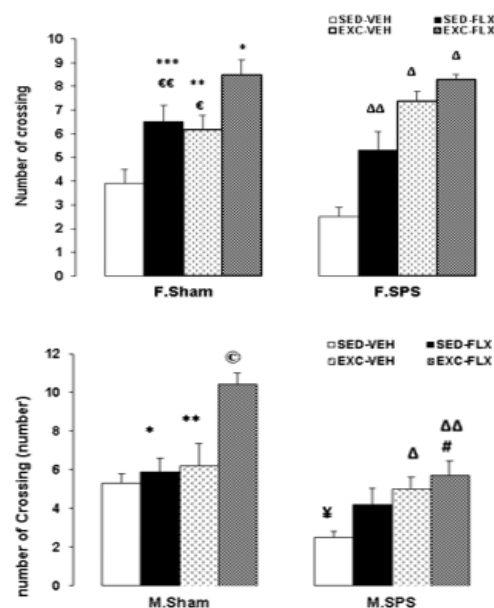 SED-VEH SED-FLX
EXC-VEH EXC-FLX
Number of crossing
10
9
8
7
6
5
4
3
2
1
0
***
€€
**
€
*
ΔΔ
Δ
Δ
F.Sham F.SPS
SED-VEH SED-FLX
EXC-VEH EXC-FLX
number of Crossing (number)
12
10
8
6
4
2
0
*
**
©
¥
Δ
ΔΔ
#
M.Sham M.SPS